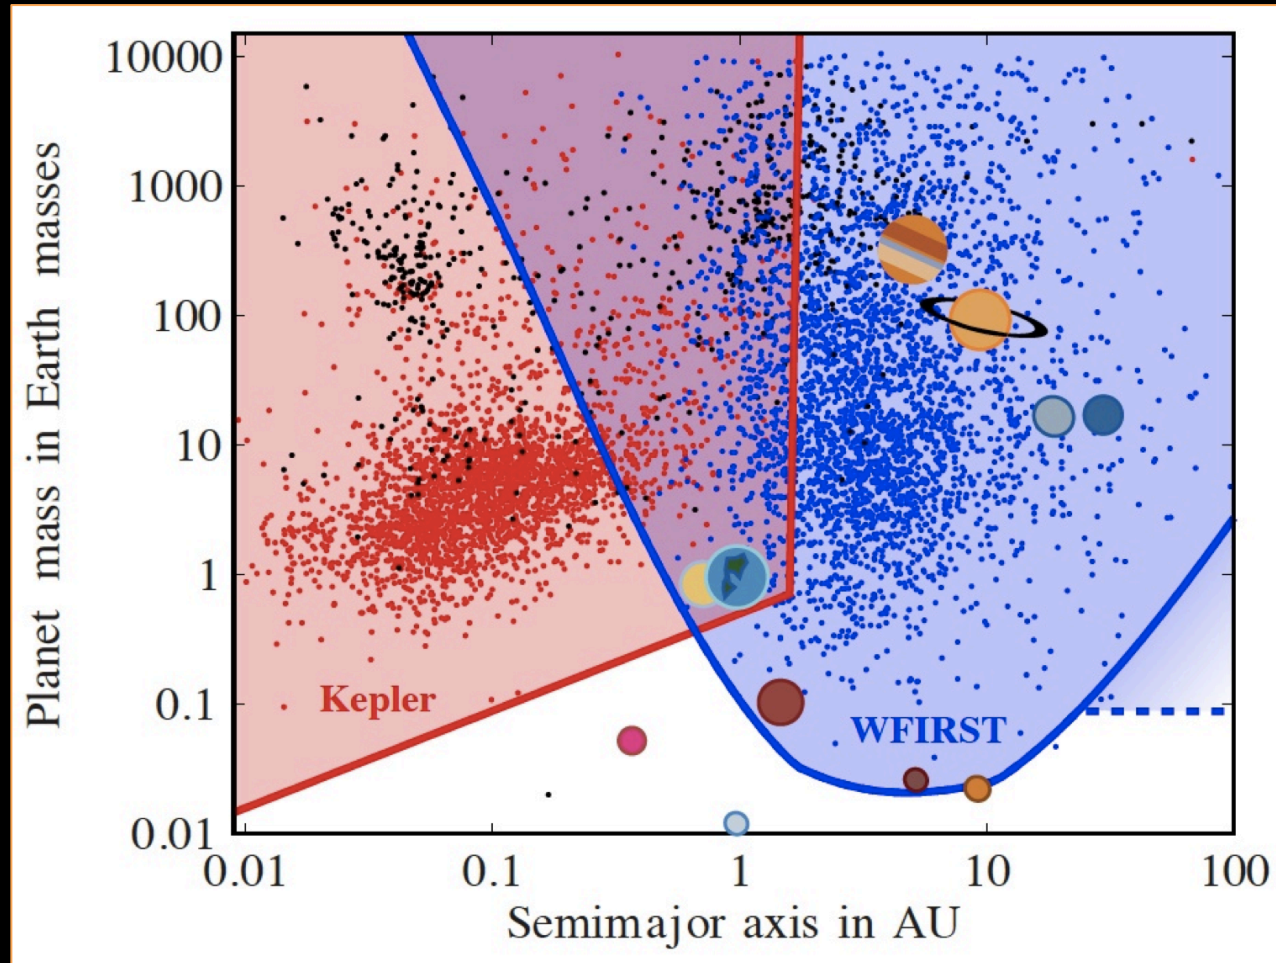 10000
1000
100
10
1
0.1
0.01
Planet mass in Earth masses
Kepler
WFIRST
0.01 0.1 1 10 100
Semimajor axis in AU